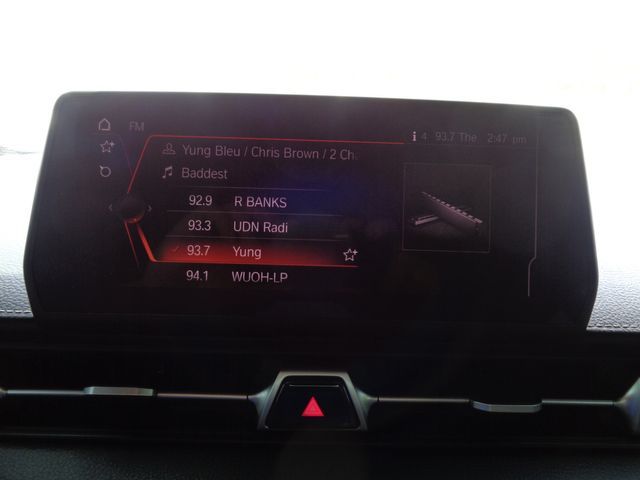 FM
i 4 93.7 The 2:47 pm
Yung Bleu / Chris Brown / 2 Ch
Baddest
92.9 R BANKS
93.3 UDN Radi
93.7 Yung
94.1 WUOH-LP